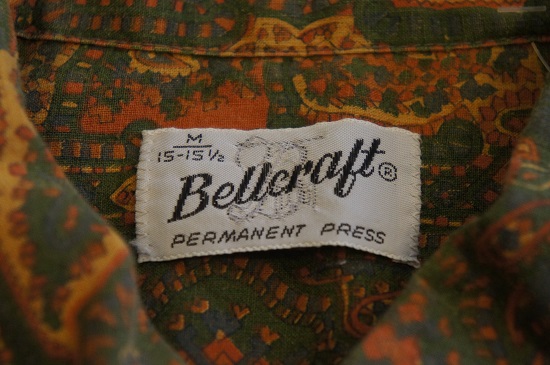 M
15-15½
Bellcraft®
PERMANENT PRESS